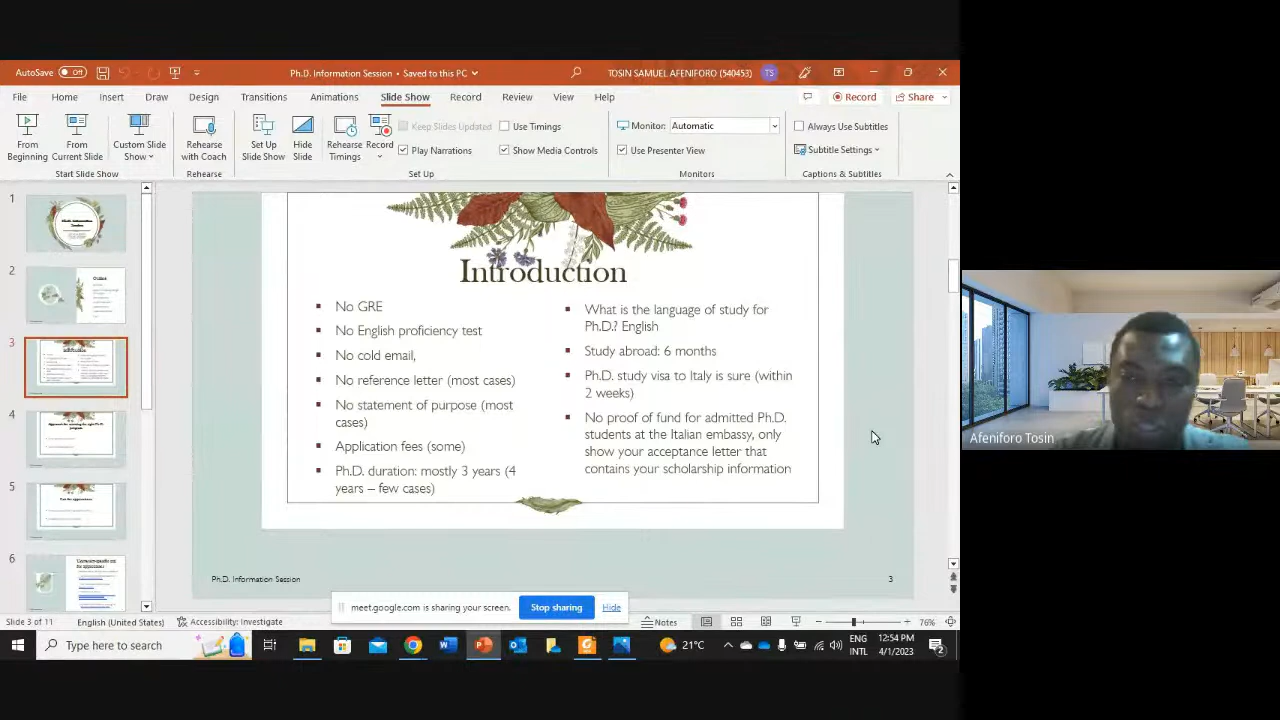 AutoSave Off
Ph.D. Information Session • Saved to this PC
TOSIN SAMUEL AFENIFORO (540453)
TS
File Home Insert Draw Design Transitions Animations Slide Show Record Review View Help
Record
Share
From Beginning
From Current Slide
Custom Slide Show
Start Slide Show
Rehearse with Coach
Rehearse
Set Up Slide Show
Hide Slide
Rehearse Timings
Record
Keep Slides Updated
Use Timings
Play Narrations
Show Media Controls
Set Up
Monitor: Automatic
Use Presenter View
Monitors
Always Use Subtitles
Subtitle Settings
Captions & Subtitles
1
2
3
4
5
6
Introduction
No GRE
No English proficiency test
No cold email,
No reference letter (most cases)
No statement of purpose (most
cases)
Application fees (some)
Ph.D. duration: mostly 3 years (4
years – few cases)
What is the language of study for
Ph.D.? English
Study abroad: 6 months
Ph.D. study visa to Italy is sure (within
2 weeks)
No proof of fund for admitted Ph.D.
students at the Italian embassy, only
show your acceptance letter that
contains your scholarship information
Ph.D. Information Session
3
Afeniforo Tosin
meet.google.com is sharing your screen.
Stop sharing
Hide
Slide 3 of 11
English (United States)
Accessibility: Investigate
Notes
76%
Type here to search
21°C
ENG
INTL
12:54 PM
4/1/2023
2